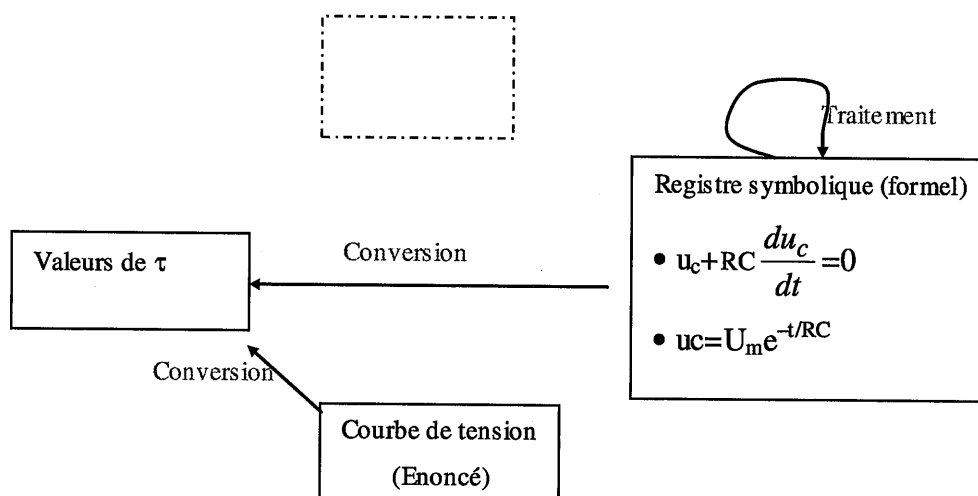 Traitement
Registre symbolique (formel)
• u_c+RC \frac{du_c}{dt}=0
• uc=U_m e^{-t/RC}
Valeurs de τ
Conversion
Conversion
Courbe de tension
(Enoncé)